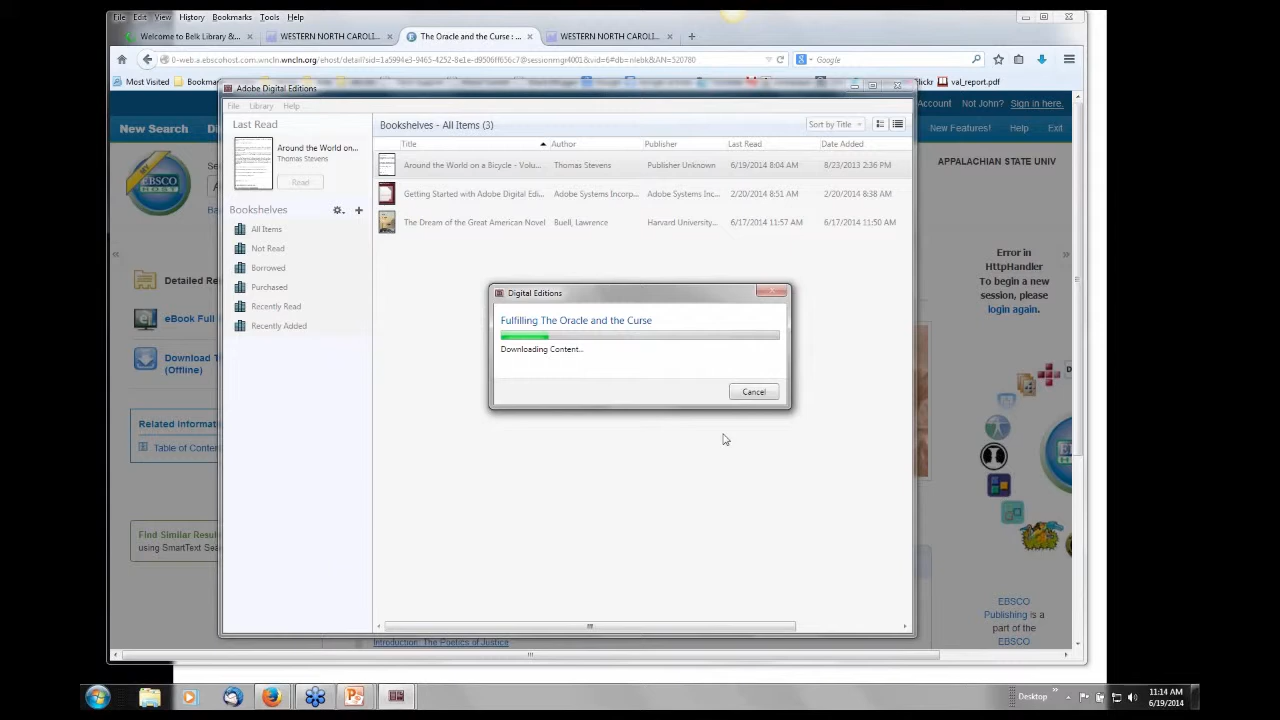 File Edit View History Bookmarks Tools Help
Welcome to Belk Library &...
WESTERN NORTH CAROLI...
The Oracle and the Curse : ...
WESTERN NORTH CAROLI...
Google
Most Visited
val_report.pdf
Adobe Digital Editions
Account Not John? Sign in here.
File Library Help
New Search
New Features! Help Exit
Last Read
Around the World on...
Thomas Stevens
Read
Bookshelves - All Items (3)
Sort by Title
Title Author Publisher Last Read Date Added
Around the World on a Bicycle - Volu... Thomas Stevens Publisher Unknown 6/19/2014 8:04 AM 8/23/2013 2:36 PM
Getting Started with Adobe Digital Edi... Adobe Systems Incorp... Adobe Systems Inc... 2/20/2014 8:51 AM 2/20/2014 8:38 AM
The Dream of the Great American Novel Buell, Lawrence Harvard University... 6/17/2014 11:57 AM 6/17/2014 11:50 AM
Bookshelves
All Items
Not Read
Borrowed
Purchased
Recently Read
Recently Added
EBSCO
HOST
APPALACHIAN STATE UNIV
Detailed Re
eBook Full
Download T
(Offline)
Related Informa
Table of Conten
Find Similar Resul
using SmartText Sea
Digital Editions
Fulfilling The Oracle and the Curse
Downloading Content...
Cancel
Error in
HttpHandler
To begin a new
session, please
login again.
EBSCO
Publishing is a
part of the
EBSCO
Introduction: The Poetics of Justice
Desktop
11:14 AM
6/19/2014